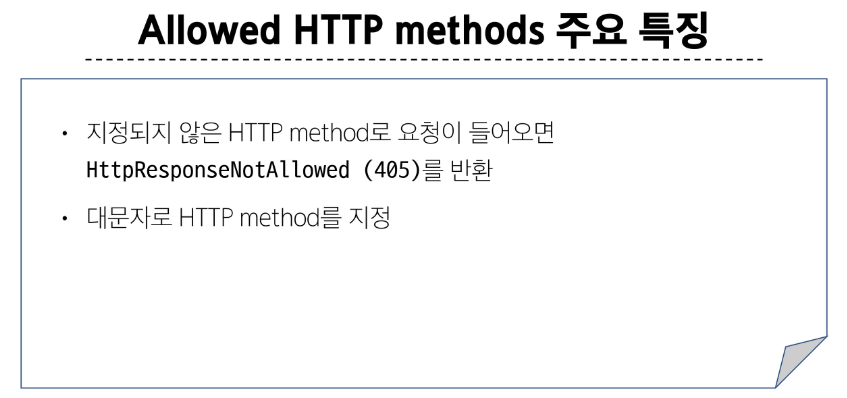 Allowed HTTP methods 주요 특징
• 지정되지 않은 HTTP method로 요청이 들어오면
HttpResponseNotAllowed (405)를 반환
• 대문자로 HTTP method를 지정